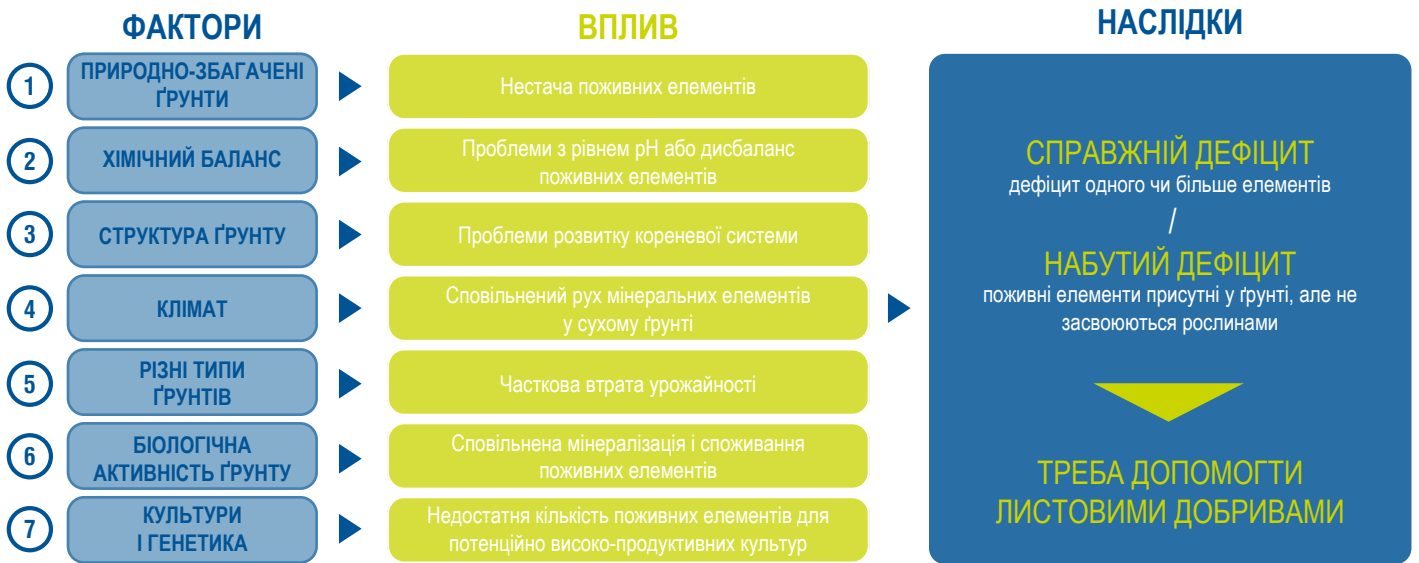 ФАКТОРИ
ВПЛИВ
НАСЛІДКИ
1
ПРИРОДНО-ЗБАГАЧЕНІ
ҐРУНТИ
Нестача поживних елементів
2
ХІМІЧНИЙ БАЛАНС
Проблеми з рівнем pH або дисбаланс
поживних елементів
3
СТРУКТУРА ҐРУНТУ
Проблеми розвитку кореневої системи
4
КЛІМАТ
Сповільнений рух мінеральних елементів
у сухому ґрунті
5
РІЗНІ ТИПИ
ҐРУНТІВ
Часткова втрата урожайності
6
БІОЛОГІЧНА
АКТИВНІСТЬ ҐРУНТУ
Сповільнена мінералізація і споживання
поживних елементів
7
КУЛЬТУРИ
І ГЕНЕТИКА
Недостатня кількість поживних елементів для
потенційно високо-продуктивних культур
СПРАВЖНІЙ ДЕФІЦИТ
дефіцит одного чи більше елементів
/
НАБУТИЙ ДЕФІЦИТ
поживні елементи присутні у ґрунті, але не
засвоюються рослинами
ТРЕБА ДОПОМОГТИ
ЛИСТОВИМИ ДОБРИВАМИ